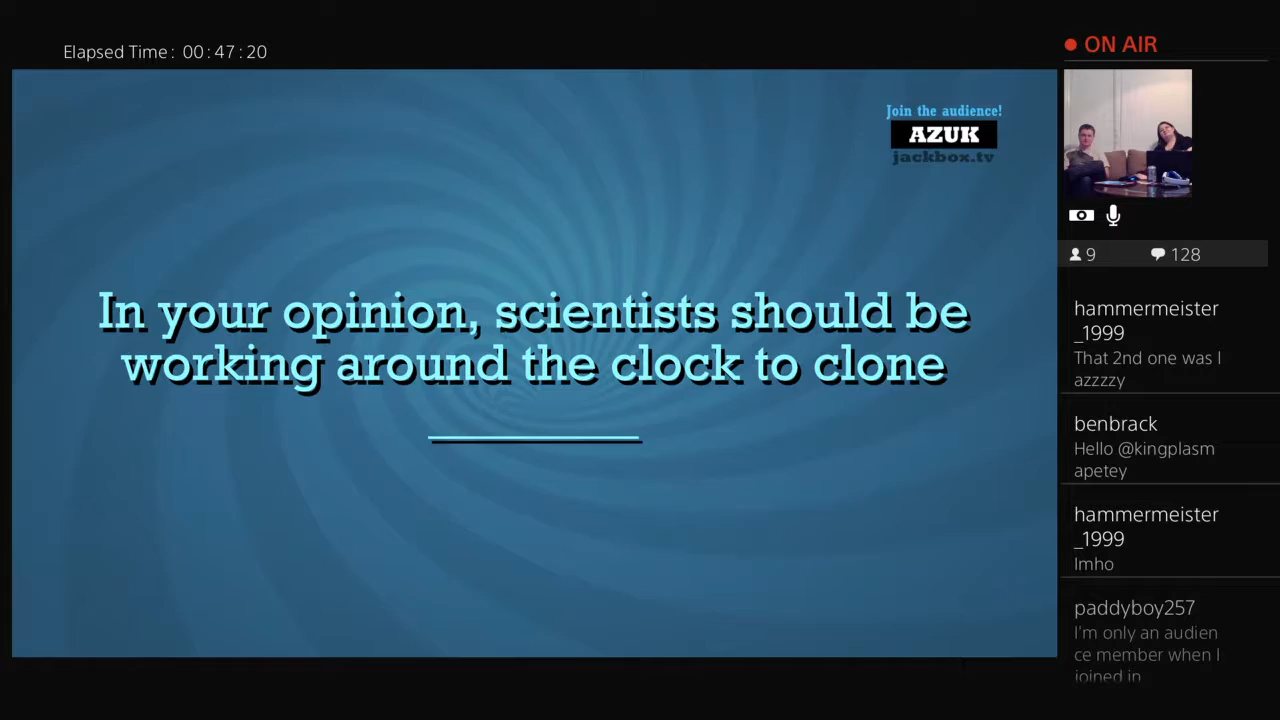 Elapsed Time: 00:47:20
ON AIR
Join the audience!
AZUK
jackbox.tv
In your opinion, scientists should be
working around the clock to clone
9 128
hammermeister
_1999
That 2nd one was l
azzzzy
benbrack
Hello @kingplasm
apetey
hammermeister
_1999
Imho
paddyboy257
I'm only an audien
ce member when I
joined in